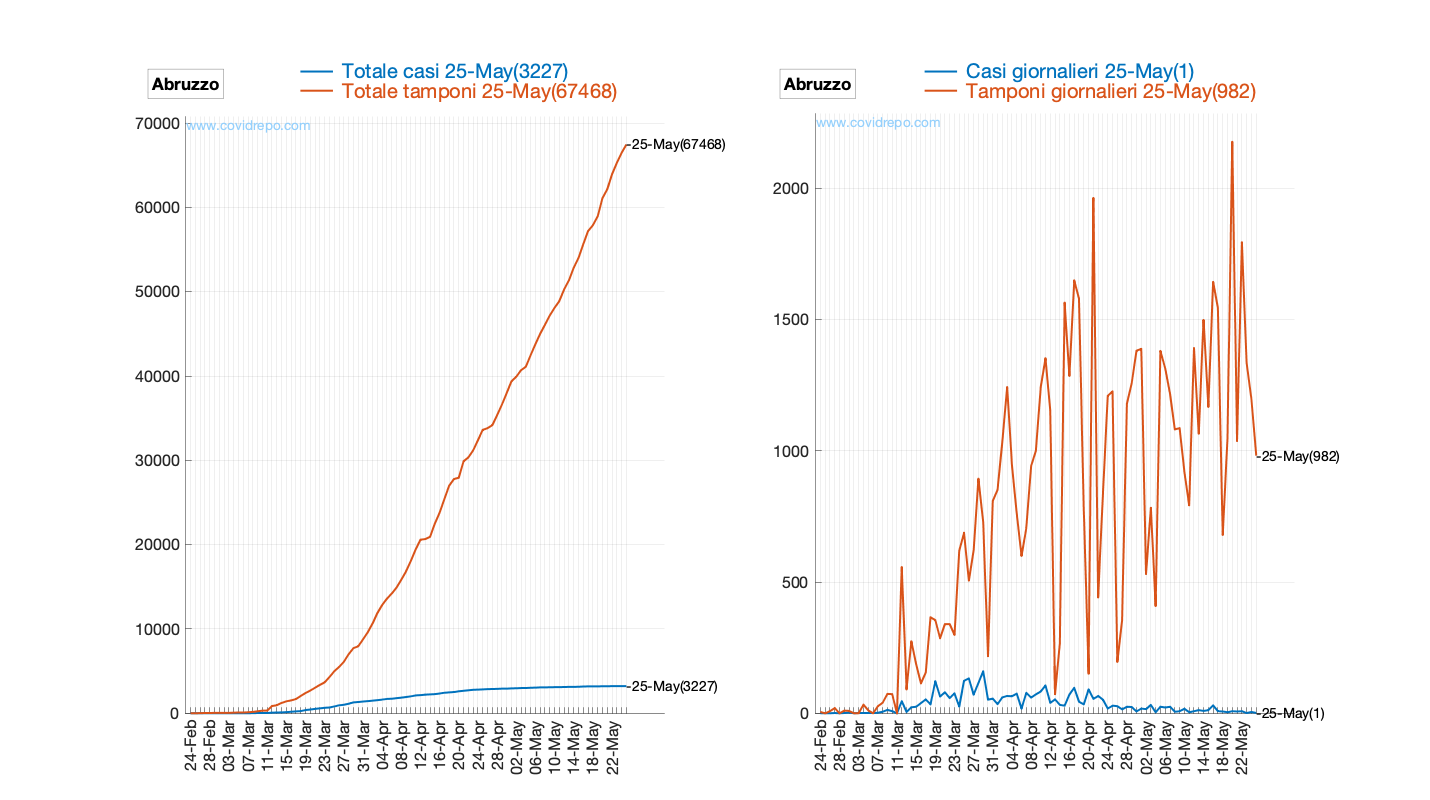 Abruzzo
Totale casi 25-May(3227)
Totale tamponi 25-May(67468)
www.covidrepo.com
70000
60000
50000
40000
30000
20000
10000
0
25-May(67468)
25-May(3227)
24-Feb
28-Feb
03-Mar
07-Mar
11-Mar
15-Mar
19-Mar
23-Mar
27-Mar
31-Mar
04-Apr
08-Apr
12-Apr
16-Apr
20-Apr
24-Apr
28-Apr
02-May
06-May
10-May
14-May
18-May
22-May
Abruzzo
Casi giornalieri 25-May(1)
Tamponi giornalieri 25-May(982)
www.covidrepo.com
2000
1500
1000
500
0
25-May(982)
25-May(1)
24-Feb
28-Feb
03-Mar
07-Mar
11-Mar
15-Mar
19-Mar
23-Mar
27-Mar
31-Mar
04-Apr
08-Apr
12-Apr
16-Apr
20-Apr
24-Apr
28-Apr
02-May
06-May
10-May
14-May
18-May
22-May